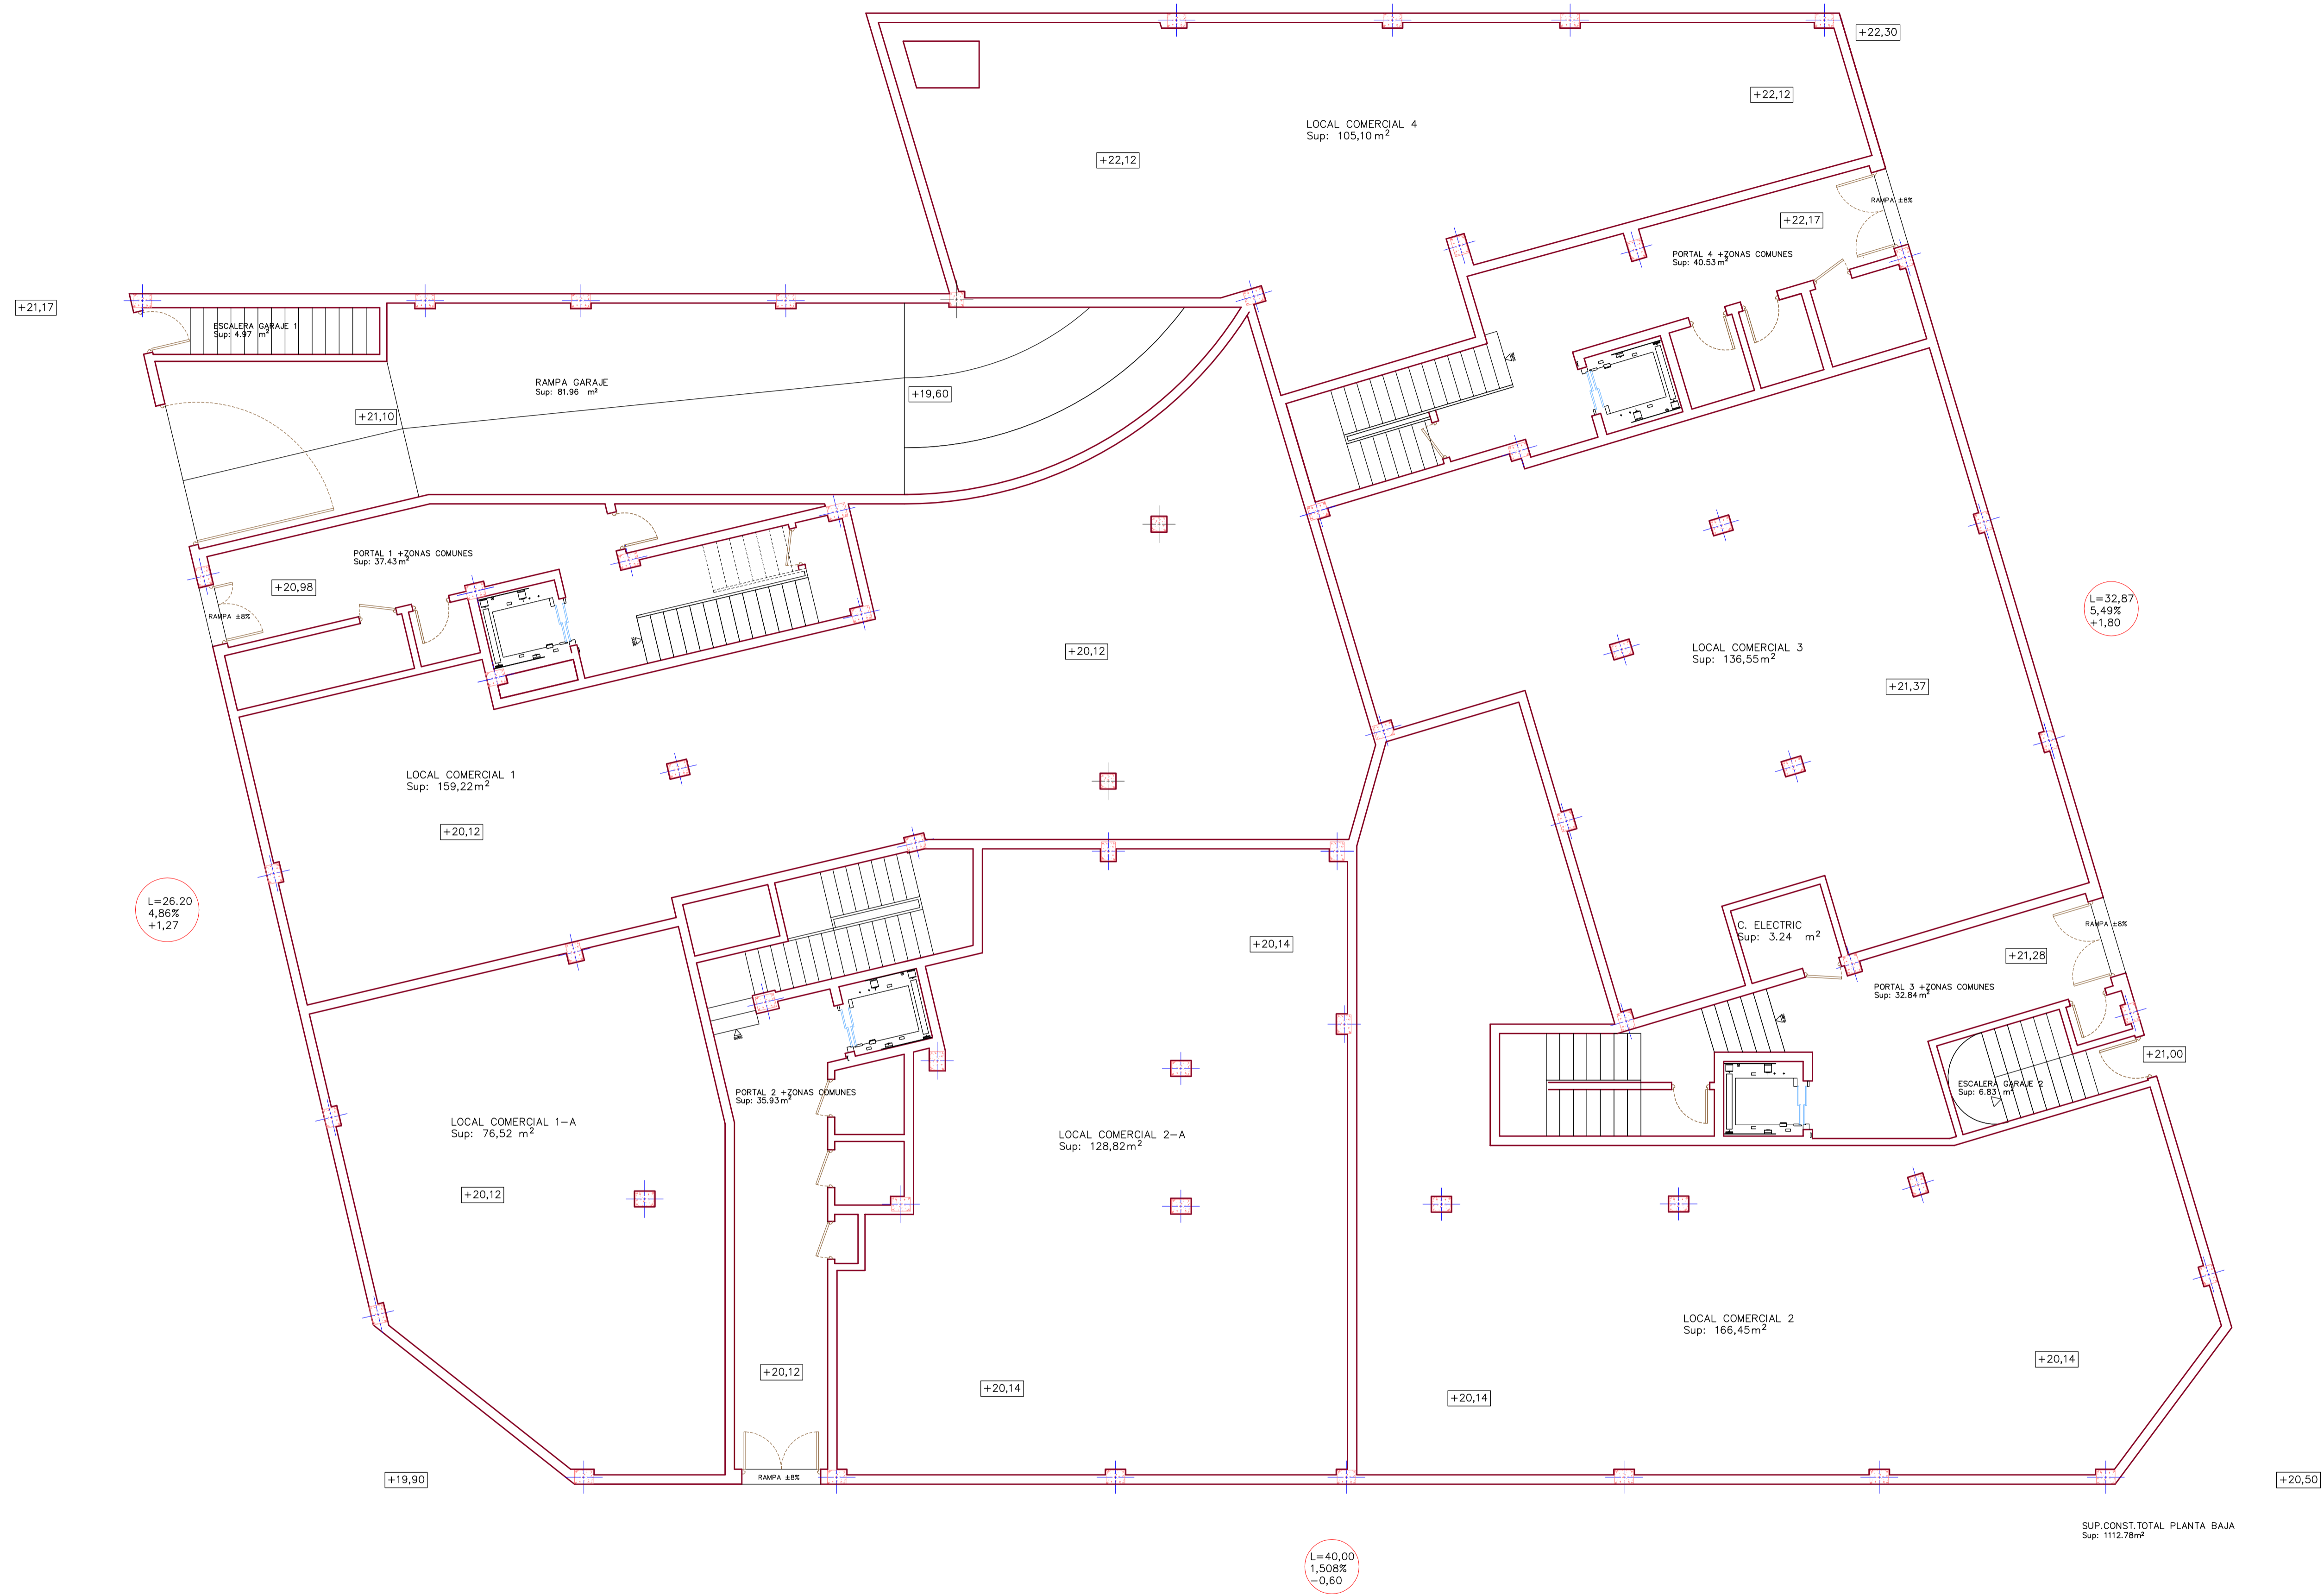 +22,30
+22,12
LOCAL COMERCIAL 4
Sup: 105,10 m²
+22,12
RAMPA ±8%
+22,17
PORTAL 4 +ZONAS COMUNES
Sup: 40.53 m²
+21,17
ESCALERA GARAJE 1
Sup: 4.97 m²
RAMPA GARAJE
Sup: 81.96 m²
+19,60
+21,10
PORTAL 1 +ZONAS COMUNES
Sup: 37.43 m²
+20,98
RAMPA ±8%
L=32,87
5,49%
+1,80
+20,12
LOCAL COMERCIAL 3
Sup: 136,55m²
+21,37
LOCAL COMERCIAL 1
Sup: 159,22m²
+20,12
L=26.20
4,86%
+1,27
C. ELECTRIC
Sup: 3.24 m²
RAMPA ±8%
+20,14
+21,28
PORTAL 3 +ZONAS COMUNES
Sup: 32.84 m²
+21,00
ESCALERA GARAJE 2
Sup: 6.83 m²
PORTAL 2 +ZONAS COMUNES
Sup: 35.93 m²
LOCAL COMERCIAL 1-A
Sup: 76,52 m²
LOCAL COMERCIAL 2-A
Sup: 128,82m²
+20,12
LOCAL COMERCIAL 2
Sup: 166,45m²
+20,14
+20,12
+20,14
+20,14
RAMPA ±8%
+19,90
+20,50
SUP.CONST.TOTAL PLANTA BAJA
Sup: 1112.78m²
L=40,00
1,508%
-0,60